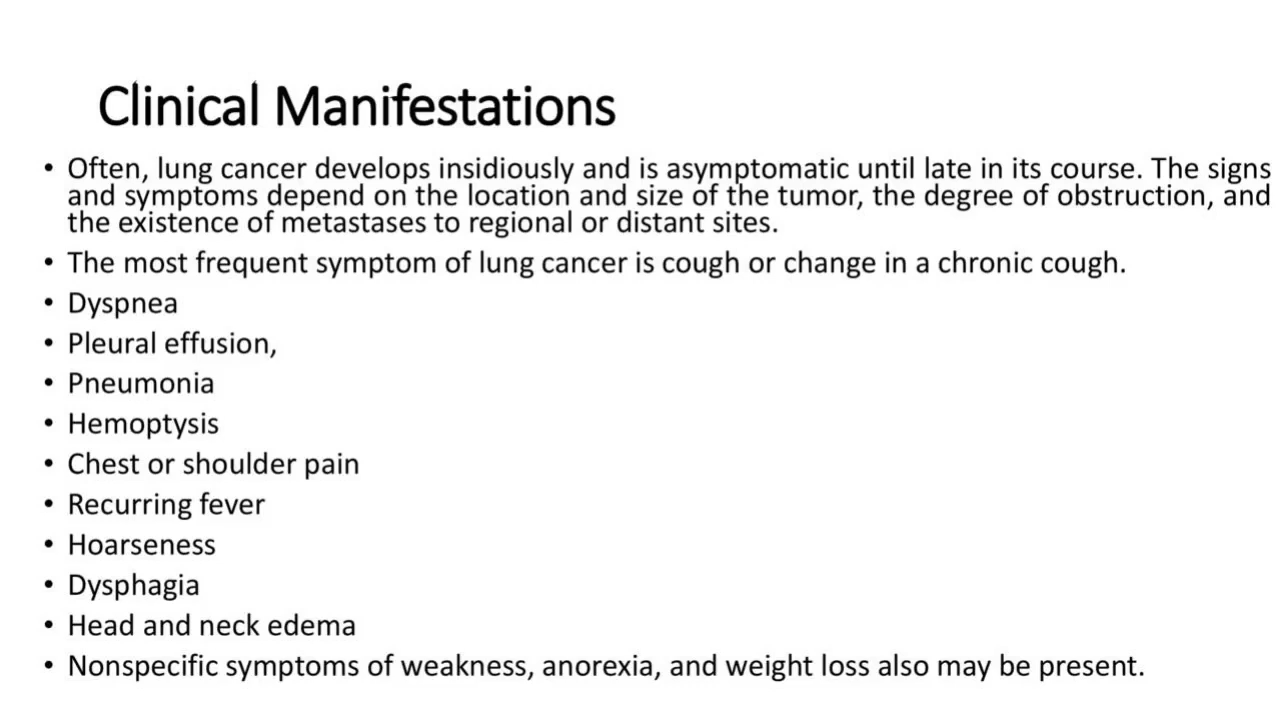 Clinical Manifestations
• Often, lung cancer develops insidiously and is asymptomatic until late in its course. The signs
and symptoms depend on the location and size of the tumor, the degree of obstruction, and
the existence of metastases to regional or distant sites.
• The most frequent symptom of lung cancer is cough or change in a chronic cough.
• Dyspnea
• Pleural effusion,
• Pneumonia
• Hemoptysis
• Chest or shoulder pain
• Recurring fever
• Hoarseness
• Dysphagia
• Head and neck edema
• Nonspecific symptoms of weakness, anorexia, and weight loss also may be present.